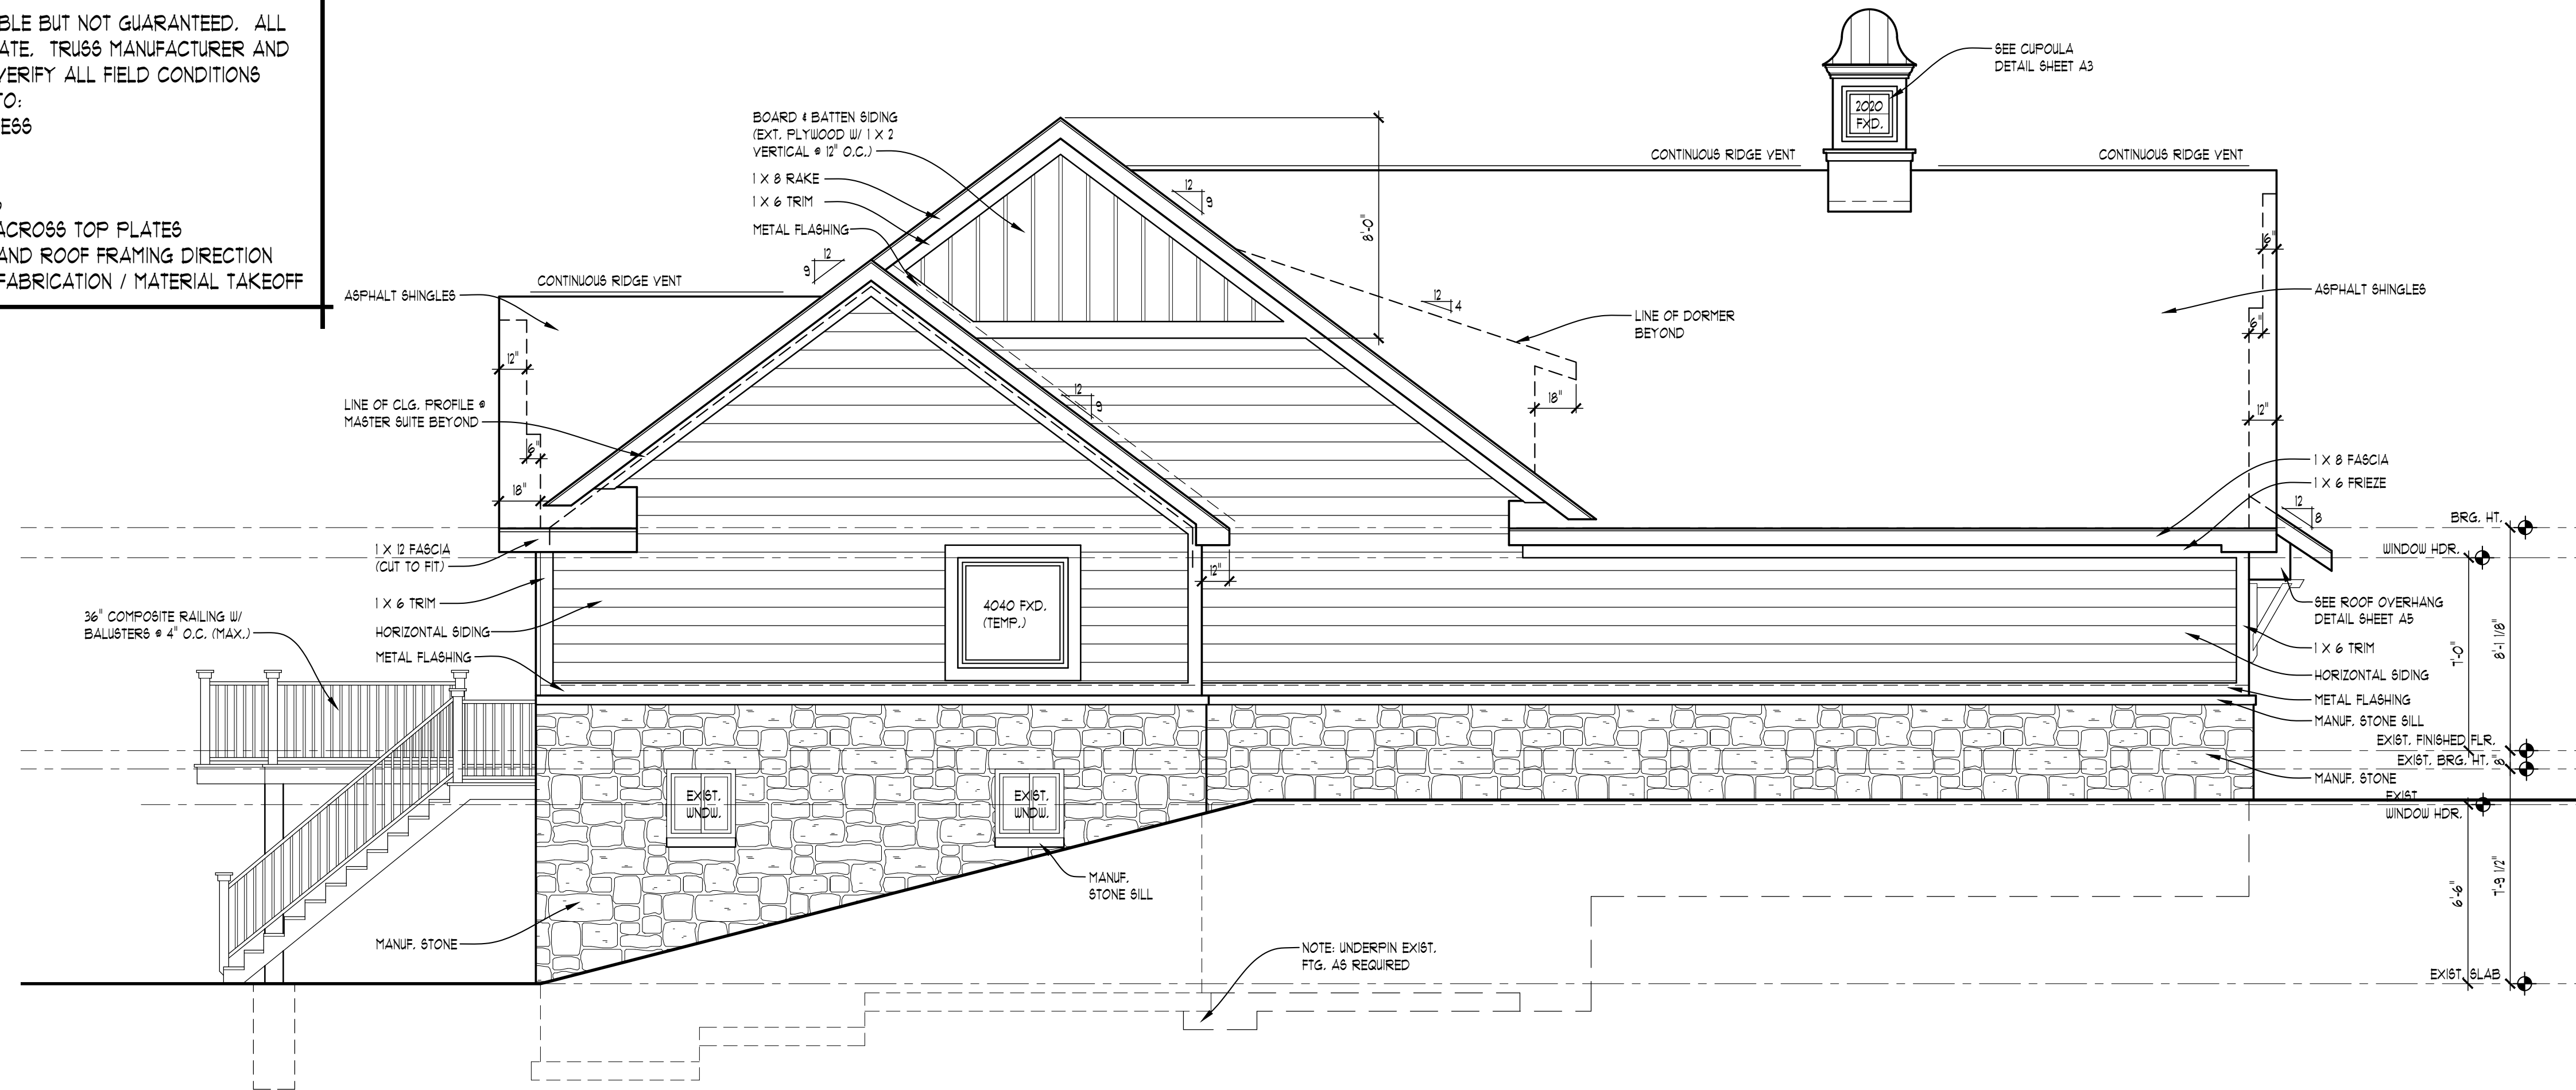 BLE BUT NOT GUARANTEED. ALL
ATE. TRUSS MANUFACTURER AND
VERIFY ALL FIELD CONDITIONS
TO:
ESS
ACROSS TOP PLATES
AND ROOF FRAMING DIRECTION
FABRICATION / MATERIAL TAKEOFF
SEE CUPOULA
DETAIL SHEET A3
2020
FXD.
BOARD & BATTEN SIDING
(EXT. PLYWOOD W/ 1 X 2
VERTICAL @ 12" O.C.)
1 X 8 RAKE
1 X 6 TRIM
METAL FLASHING
CONTINUOUS RIDGE VENT
CONTINUOUS RIDGE VENT
12
9
8'-0"
6"
12
9
CONTINUOUS RIDGE VENT
ASPHALT SHINGLES
ASPHALT SHINGLES
12
4
LINE OF DORMER
BEYOND
6"
12"
18"
12"
LINE OF CLG. PROFILE @
MASTER SUITE BEYOND
12
9
6"
18"
1 X 8 FASCIA
1 X 6 FRIEZE
12
8
BRG. HT.
WINDOW HDR.
1 X 12 FASCIA
(CUT TO FIT)
12"
1 X 6 TRIM
4040 FXD.
(TEMP.)
SEE ROOF OVERHANG
DETAIL SHEET A5
36" COMPOSITE RAILING W/
BALUSTERS @ 4" O.C. (MAX.)
HORIZONTAL SIDING
METAL FLASHING
1 X 6 TRIM
7'-0"
8'-1 1/8"
HORIZONTAL SIDING
METAL FLASHING
MANUF. STONE SILL
EXIST. FINISHED FLR.
EXIST. BRG. HT.
8"
MANUF. STONE
EXIST.
WINDOW HDR.
EXIST.
WNDW.
EXIST.
WNDW.
MANUF.
STONE SILL
6'-6"
7'-9 1/2"
MANUF. STONE
NOTE: UNDERPIN EXIST.
FTG. AS REQUIRED
EXIST. SLAB